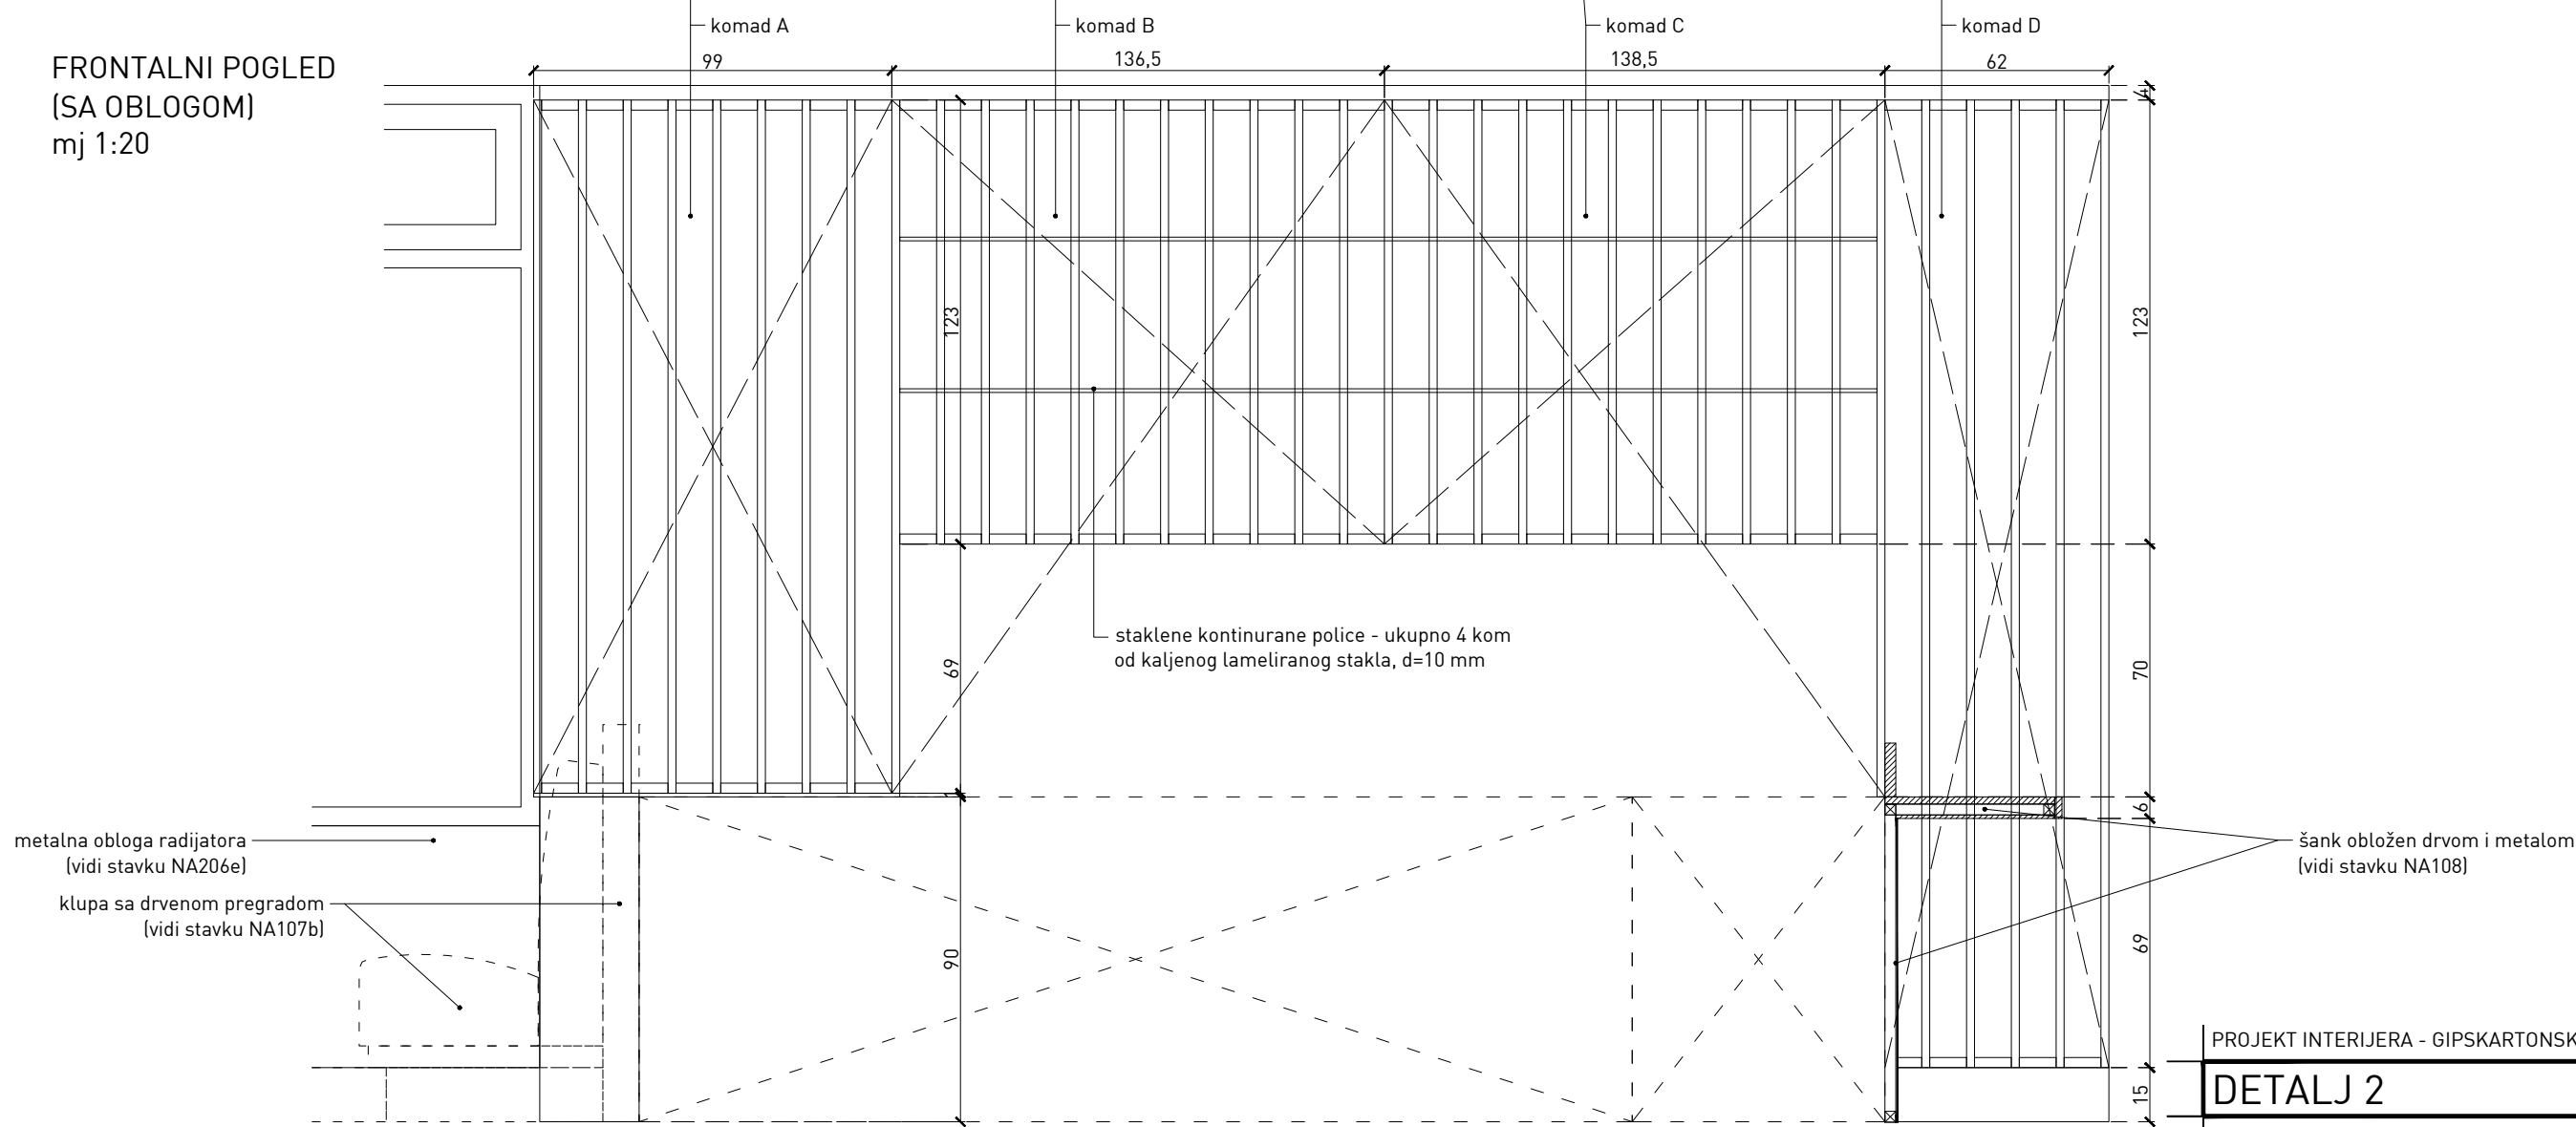 FRONTALNI POGLED
(SA OBLOGOM)
mj 1:20
komad A
komad B
komad C
komad D
99
136,5
138,5
62
4
123
123
staklene kontinurane police - ukupno 4 kom
od kaljenog lameliranog stakla, d=10 mm
69
70
6
metalna obloga radijatora
(vidi stavku NA206e)
šank obložen drvom i metalom
(vidi stavku NA108)
klupa sa drvenom pregradom
(vidi stavku NA107b)
90
69
PROJEKT INTERIJERA - GIPSKARTONSK
DETALJ 2
15